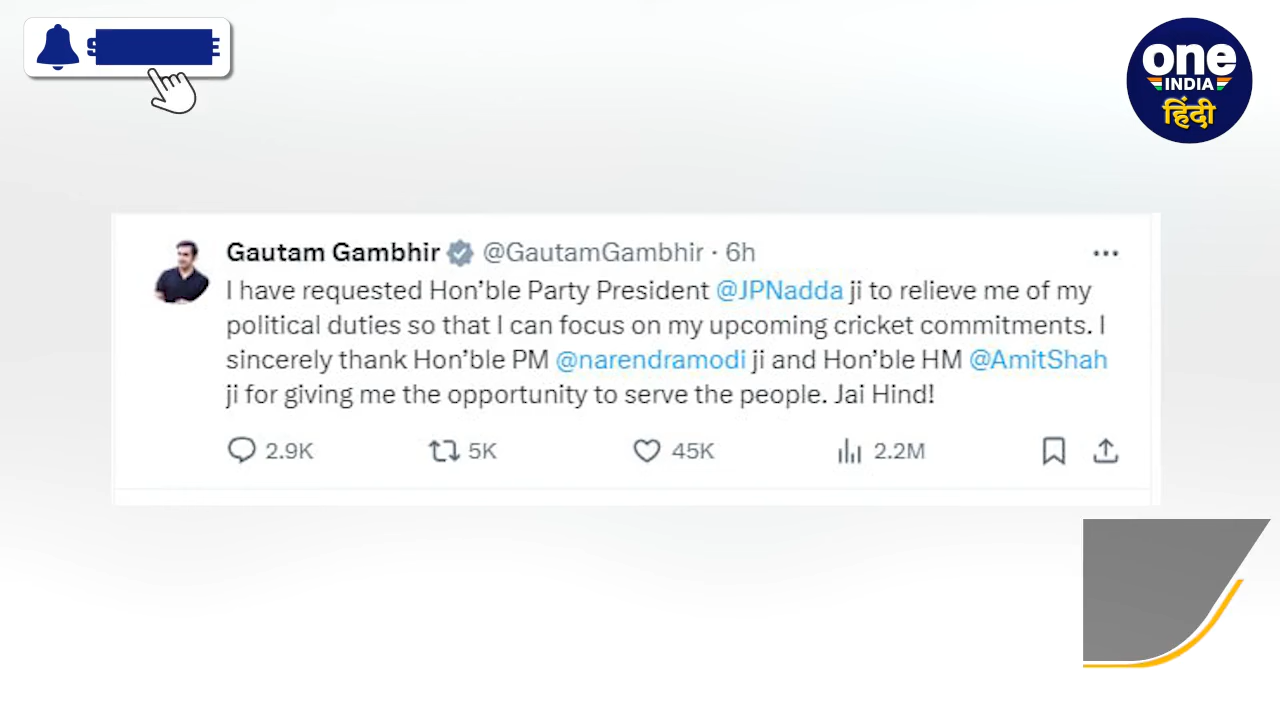 one
INDIA
हिंदी
Gautam Gambhir @GautamGambhir · 6h
I have requested Hon’ble Party President @JPNadda ji to relieve me of my
political duties so that I can focus on my upcoming cricket commitments. I
sincerely thank Hon’ble PM @narendramodi ji and Hon’ble HM @AmitShah
ji for giving me the opportunity to serve the people. Jai Hind!
2.9K 5K 45K 2.2M